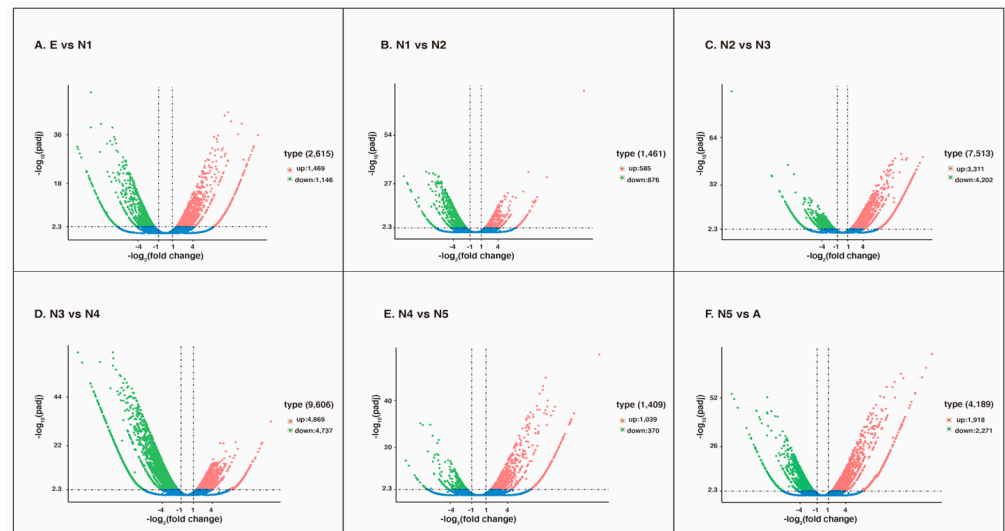 A. E vs N1
-log10(padj)
36
18
2.3
-4 -1 1 4
-log2(fold change)
type (2,615)
up:1,469
down:1,146
B. N1 vs N2
-log10(padj)
54
27
2.3
-4 -1 1 4
-log2(fold change)
type (1,461)
up:585
down:876
C. N2 vs N3
-log10(padj)
64
32
2.3
-4 -1 1 4
-log2(fold change)
type (7,513)
up:3,311
down:4,202
D. N3 vs N4
-log10(padj)
44
22
2.3
-4 -1 1 4
-log2(fold change)
type (9,606)
up:4,869
down:4,737
E. N4 vs N5
-log10(padj)
40
20
2.3
-4 -1 1 4
-log2(fold change)
type (1,409)
up:1,039
down:370
F. N5 vs A
-log10(padj)
52
26
2.3
-4 -1 1 4
-log2(fold change)
type (4,189)
up:1,918
down:2,271